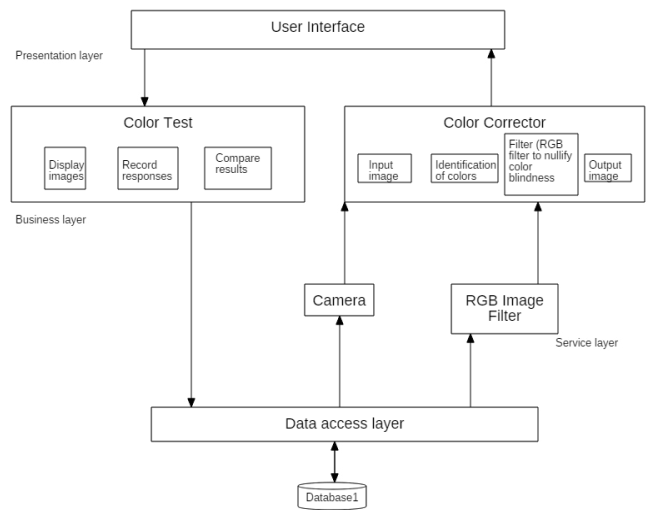 User Interface
Presentation layer
Color Test
Display
images
Record
responses
Compare
results
Color Corrector
Input
image
Identification
of colors
Filter (RGB
filter to nullify
color
blindness
Output
image
Business layer
Camera
RGB Image
Filter
Service layer
Data access layer
Database1